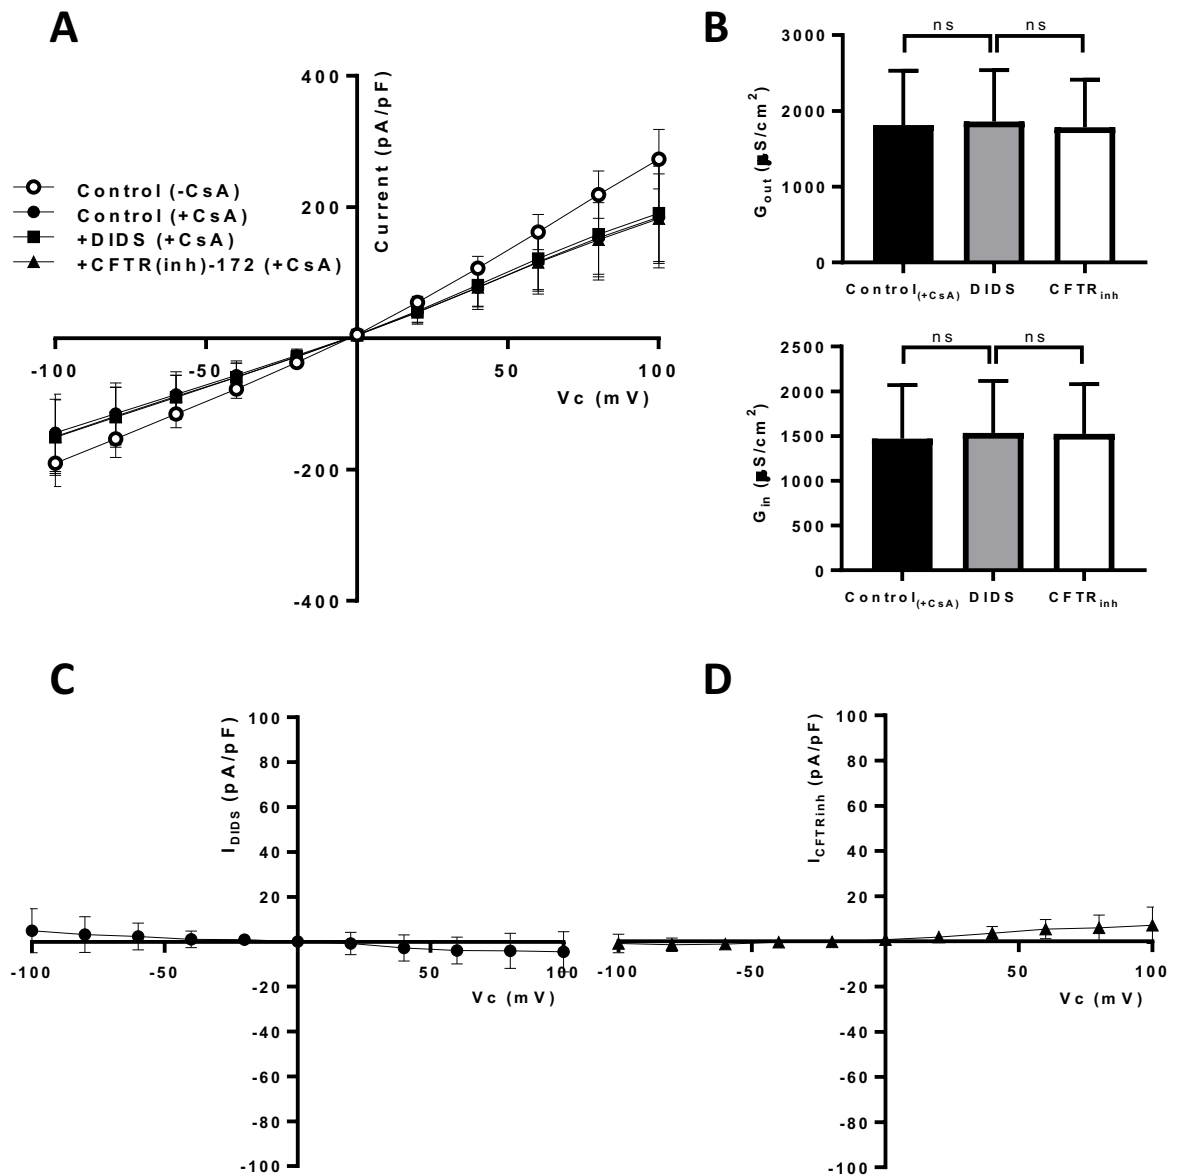 A
Current (pA/pF)
400
200
-200
-400
-100
-50
50
100
Vc (mV)
Control (-CsA)
Control (+CsA)
+DIDS (+CsA)
+CFTR(inh)-172 (+CsA)
B
ns
ns
Gout (µS/cm2)
3000
2000
1000
0
Control(+CsA)
DIDS
CFTRinh
ns
ns
Gin (µS/cm2)
2500
2000
1500
1000
500
0
Control(+CsA)
DIDS
CFTRinh
C
IDIDS (pA/pF)
100
80
60
40
20
-20
-40
-60
-80
-100
-100
-50
50
100
Vc (mV)
D
ICFTRinh (pA/pF)
100
80
60
40
20
-20
-40
-60
-80
-100
-100
-50
50
100
Vc (mV)